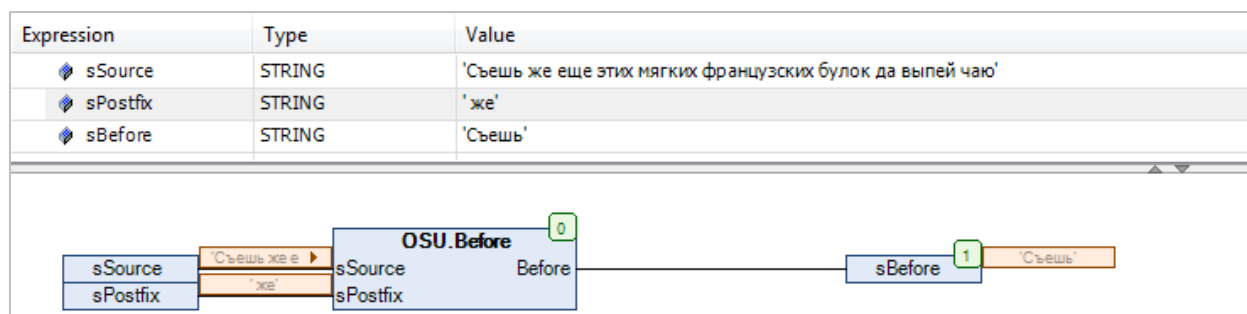 Expression Type Value
sSource STRING 'Съешь же еще этих мягких французских булок да выпей чаю'
sPostfix STRING ' же'
sBefore STRING 'Съешь'
0
OSU.Before
'Съешь же е
sSource sSource Before sBefore 1 'Съешь'
' же'
sPostfix sPostfix